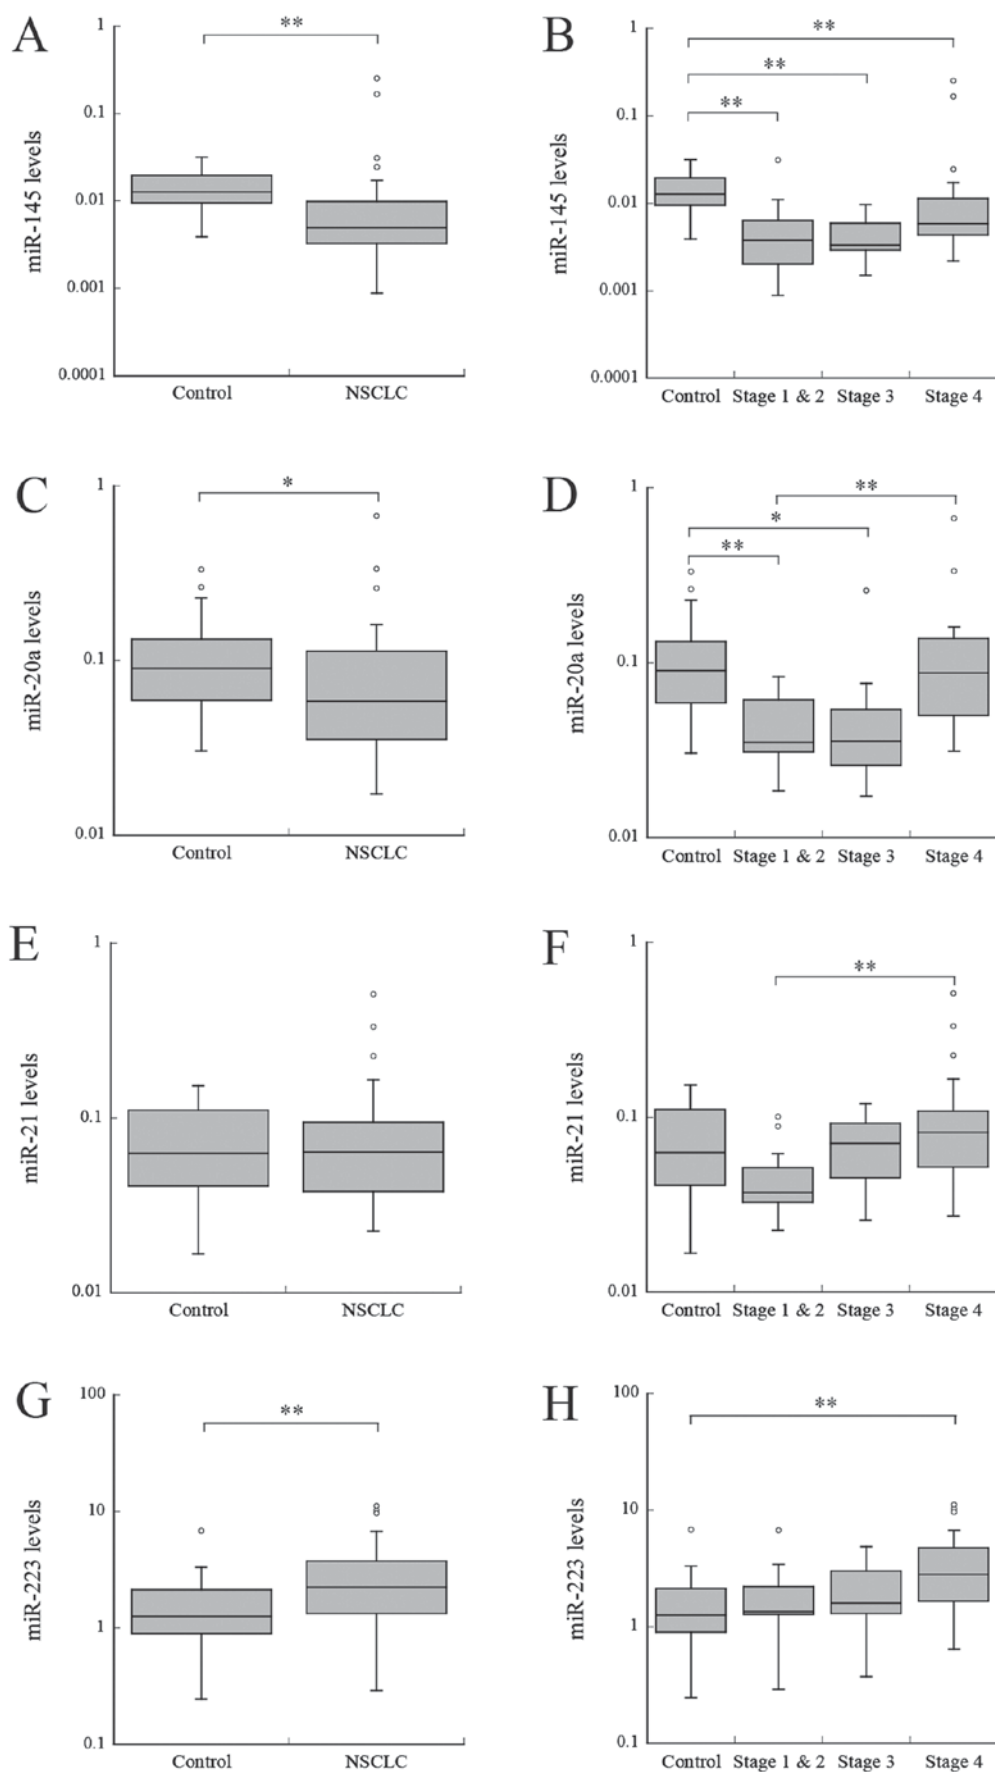 A
miR-145 levels
1
0.1
0.01
0.001
0.0001
**
Control NSCLC
B
miR-145 levels
1
0.1
0.01
0.001
0.0001
**
**
**
Control Stage 1 & 2 Stage 3 Stage 4
C
miR-20a levels
1
0.1
0.01
*
Control NSCLC
D
miR-20a levels
1
0.1
0.01
**
*
**
Control Stage 1 & 2 Stage 3 Stage 4
E
miR-21 levels
1
0.1
0.01
Control NSCLC
F
miR-21 levels
1
0.1
0.01
**
Control Stage 1 & 2 Stage 3 Stage 4
G
miR-223 levels
100
10
1
0.1
**
Control NSCLC
H
miR-223 levels
100
10
1
0.1
**
Control Stage 1 & 2 Stage 3 Stage 4